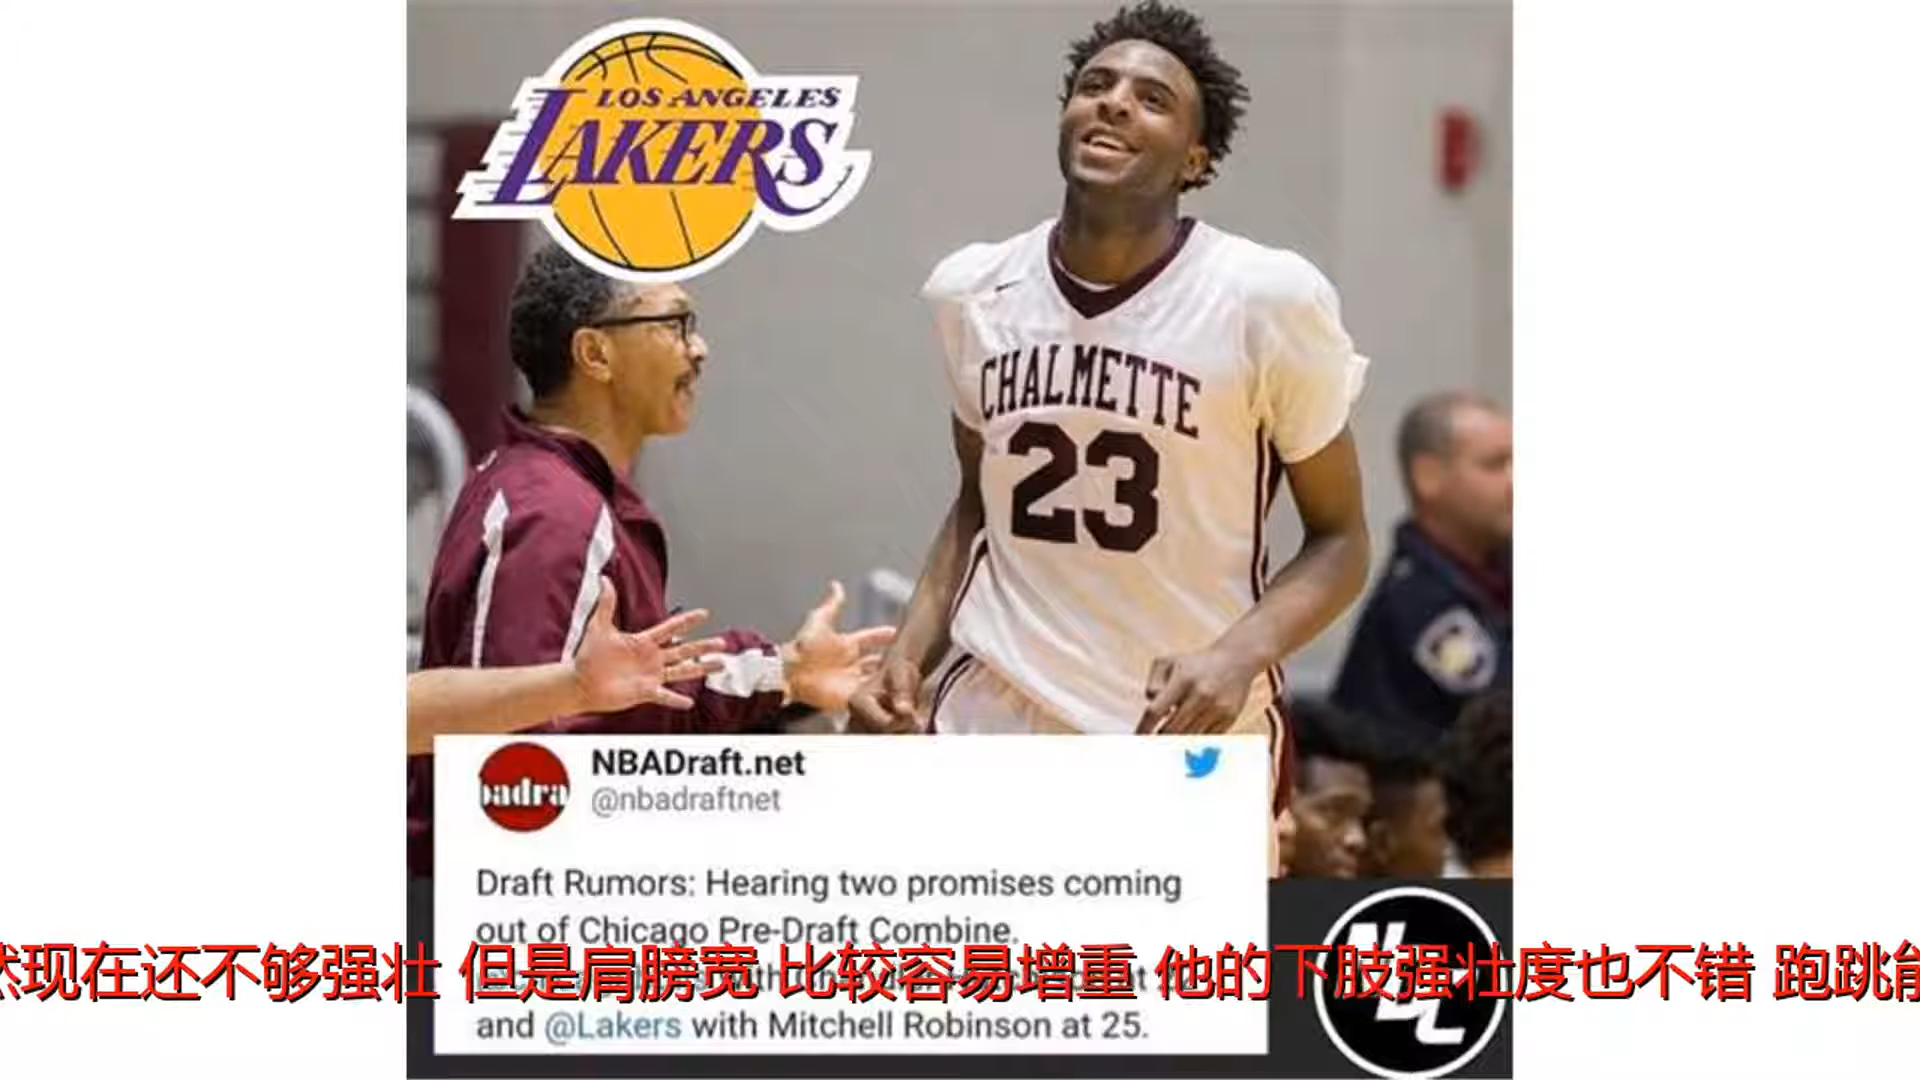 LOS ANGELES
LAKERS
CHALMETTE
23
NBADraft.net
@nbadraftnet
Draft Rumors: Hearing two promises coming
out of Chicago Pre-Draft Combine.
现在还不够强壮 但是肩膀宽 比较容易增重 他的下肢强壮度也不错 跑跳
and @Lakers with Mitchell Robinson at 25.